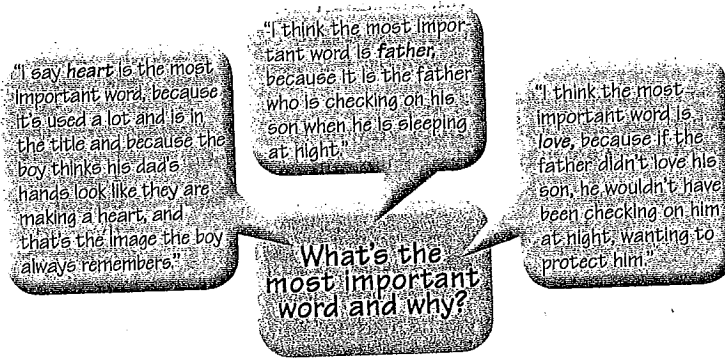 "I say heart is the most
important word, because
it's used a lot and is in
the title and because the
boy thinks his dad's
hands look like they are
making a heart, and
that's the image the boy
always remembers."
"I think the most impor-
tant word is father,
because it is the father
who is checking on his
son when he is sleeping
at night."
"I think the most
important word is
love, because if the
father didn't love his
son, he wouldn't have
been checking on him
at night, wanting to
protect him."
What's the
most important
word and why?